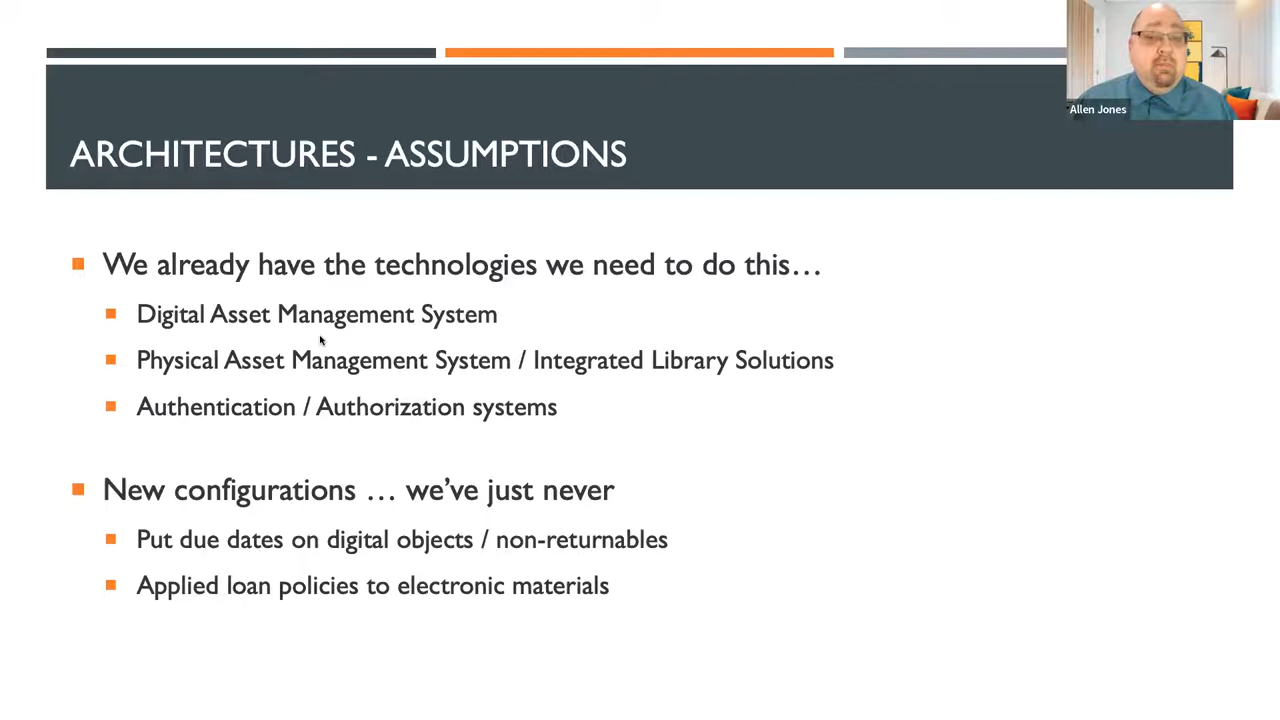 Allen Jones
ARCHITECTURES - ASSUMPTIONS
We already have the technologies we need to do this…
Digital Asset Management System
Physical Asset Management System / Integrated Library Solutions
Authentication / Authorization systems
New configurations … we’ve just never
Put due dates on digital objects / non-returnables
Applied loan policies to electronic materials